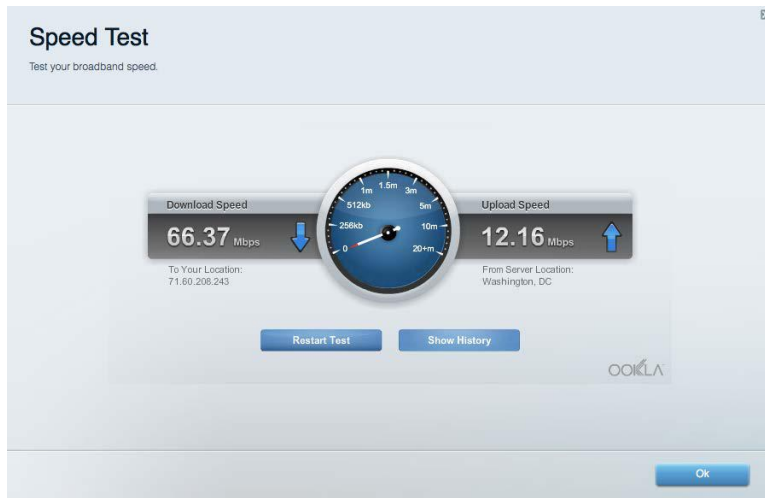 Speed Test
Test your broadband speed.
Download Speed
66.37 Mbps
To Your Location:
71.60.208.243
0
256kb
512kb
1m
1.5m
3m
5m
10m
20+m
Upload Speed
12.16 Mbps
From Server Location:
Washington, DC
Restart Test
Show History
OOKLA
Ok